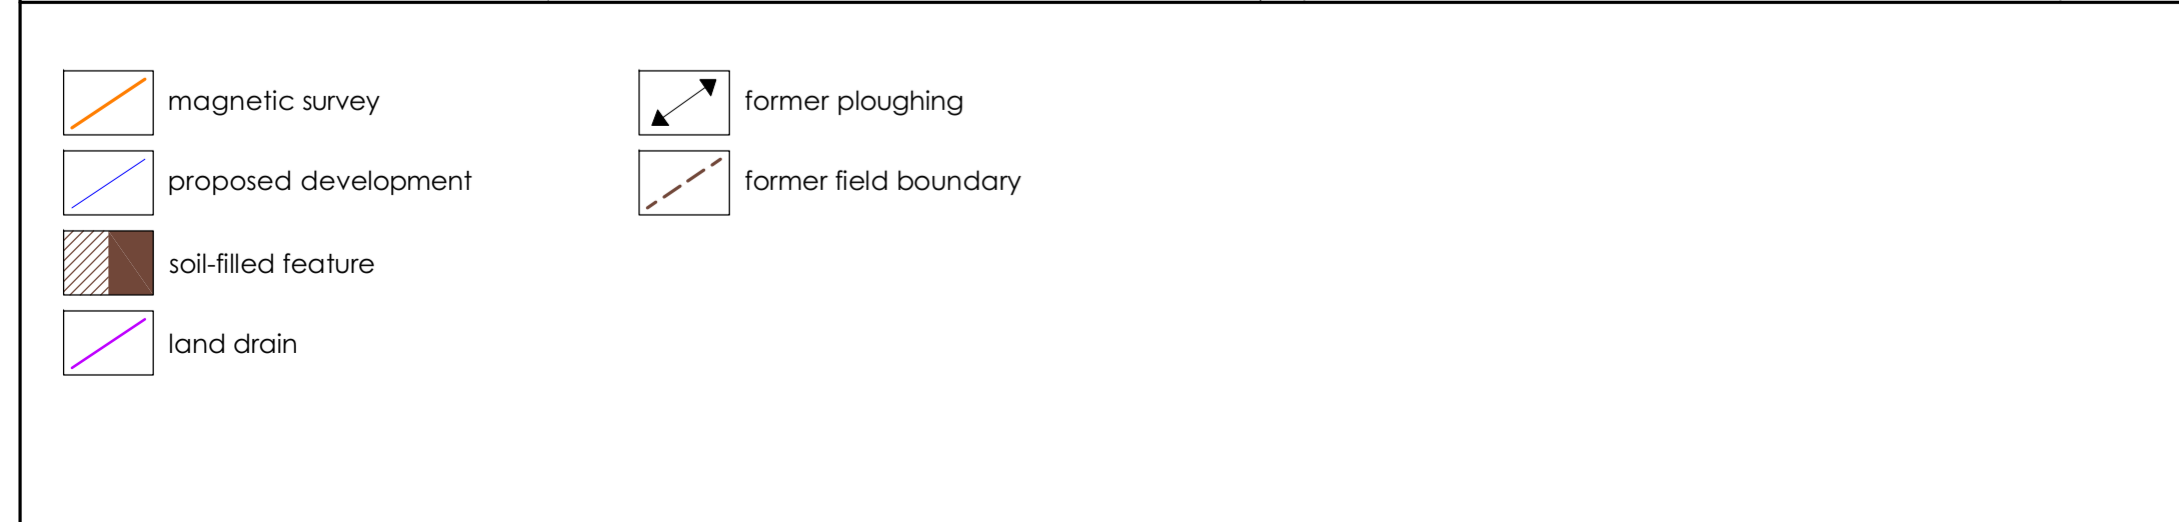 magnetic survey
proposed development
soil-filled feature
land drain
former ploughing
former field boundary